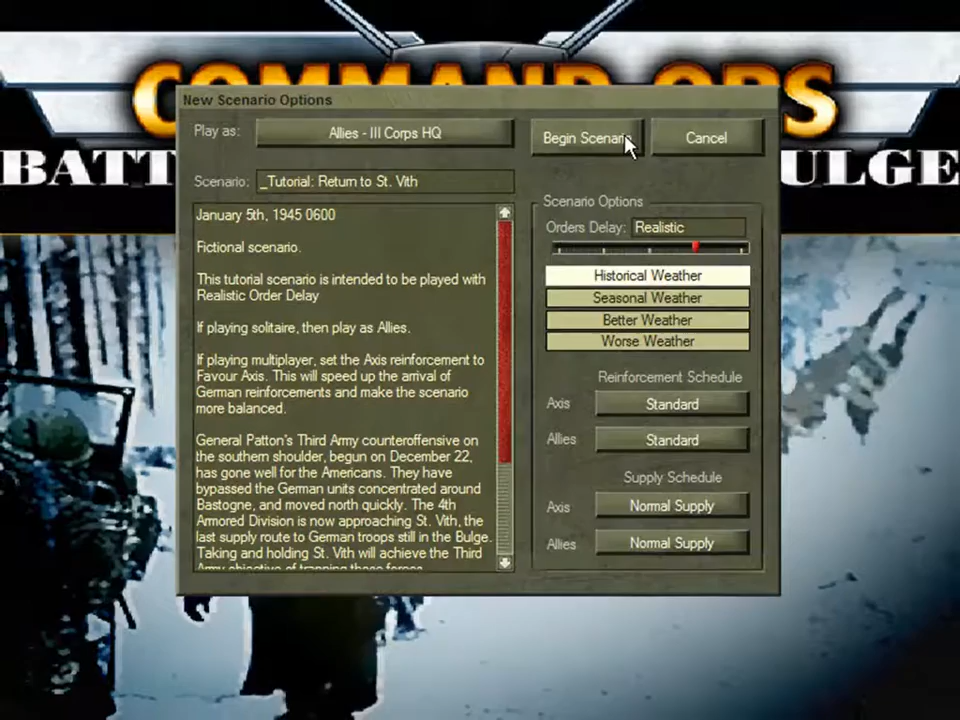 COMMAND OPS
BATT
ULGE
New Scenario Options
Play as:
Allies - III Corps HQ
Begin Scenario
Cancel
Scenario:
_Tutorial: Return to St. Vith
January 5th, 1945 0600
Fictional scenario.
This tutorial scenario is intended to be played with
Realistic Order Delay
If playing solitaire, then play as Allies.
If playing multiplayer, set the Axis reinforcement to
Favour Axis. This will speed up the arrival of
German reinforcements and make the scenario
more balanced.
General Patton's Third Army counteroffensive on
the southern shoulder, begun on December 22,
has gone well for the Americans. They have
bypassed the German units concentrated around
Bastogne, and moved north quickly. The 4th
Armored Division is now approaching St. Vith, the
last supply route to German troops still in the Bulge.
Taking and holding St. Vith will achieve the Third
Army objective of trapping these forces.
Scenario Options
Orders Delay:
Realistic
Historical Weather
Seasonal Weather
Better Weather
Worse Weather
Reinforcement Schedule
Axis
Standard
Allies
Standard
Supply Schedule
Axis
Normal Supply
Allies
Normal Supply